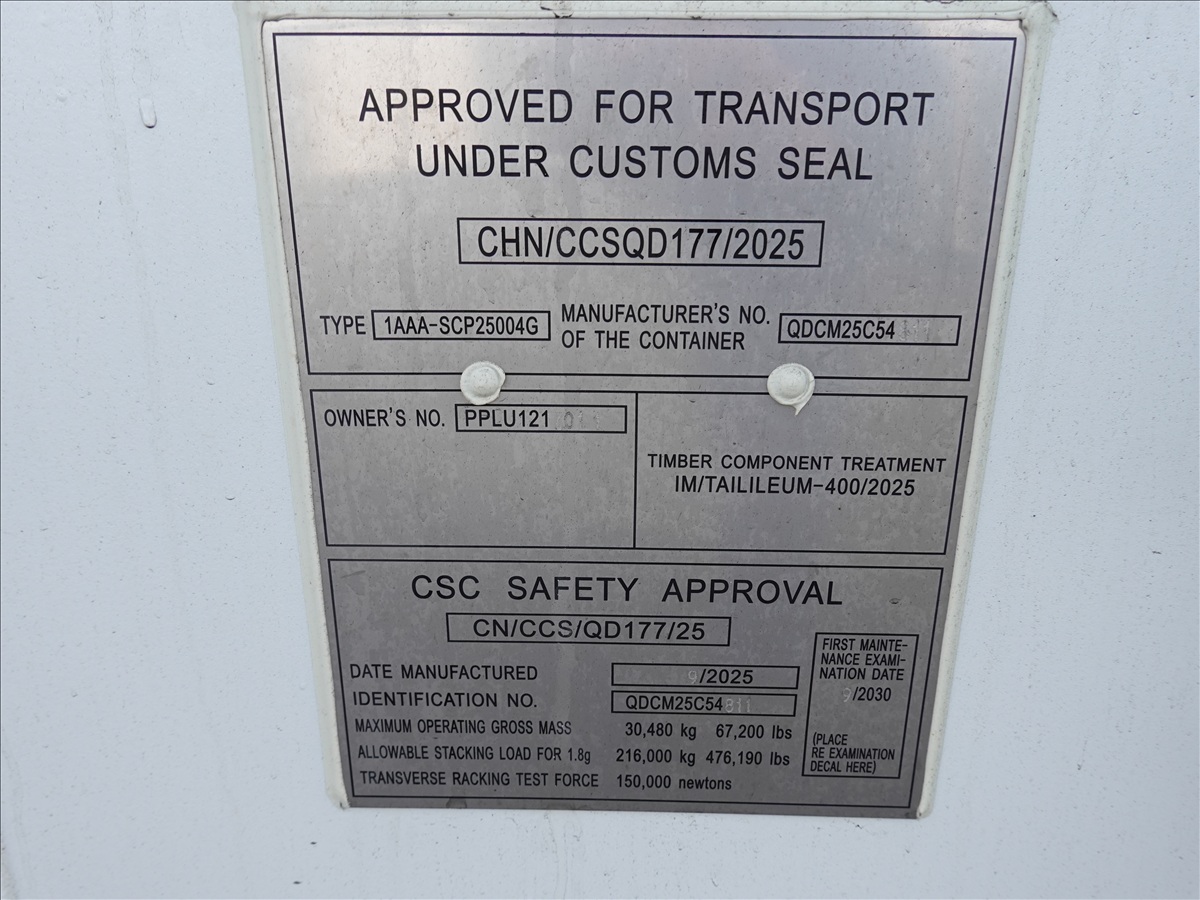 APPROVED FOR TRANSPORT
UNDER CUSTOMS SEAL
CHN/CCSQD177/2025
TYPE 1AAA-SCP25004G
MANUFACTURER'S NO.
OF THE CONTAINER
QDCM25C54
OWNER'S NO. PPLU121
TIMBER COMPONENT TREATMENT
IM/TAILILEUM-400/2025
CSC SAFETY APPROVAL
CN/CCS/QD177/25
DATE MANUFACTURED 9/2025
IDENTIFICATION NO. QDCM25C54811
MAXIMUM OPERATING GROSS MASS 30,480 kg 67,200 lbs
ALLOWABLE STACKING LOAD FOR 1.8g 216,000 kg 476,190 lbs
TRANSVERSE RACKING TEST FORCE 150,000 newtons
FIRST MAINTE-
NANCE EXAMI-
NATION DATE
9/2030
(PLACE
RE EXAMINATION
DECAL HERE)